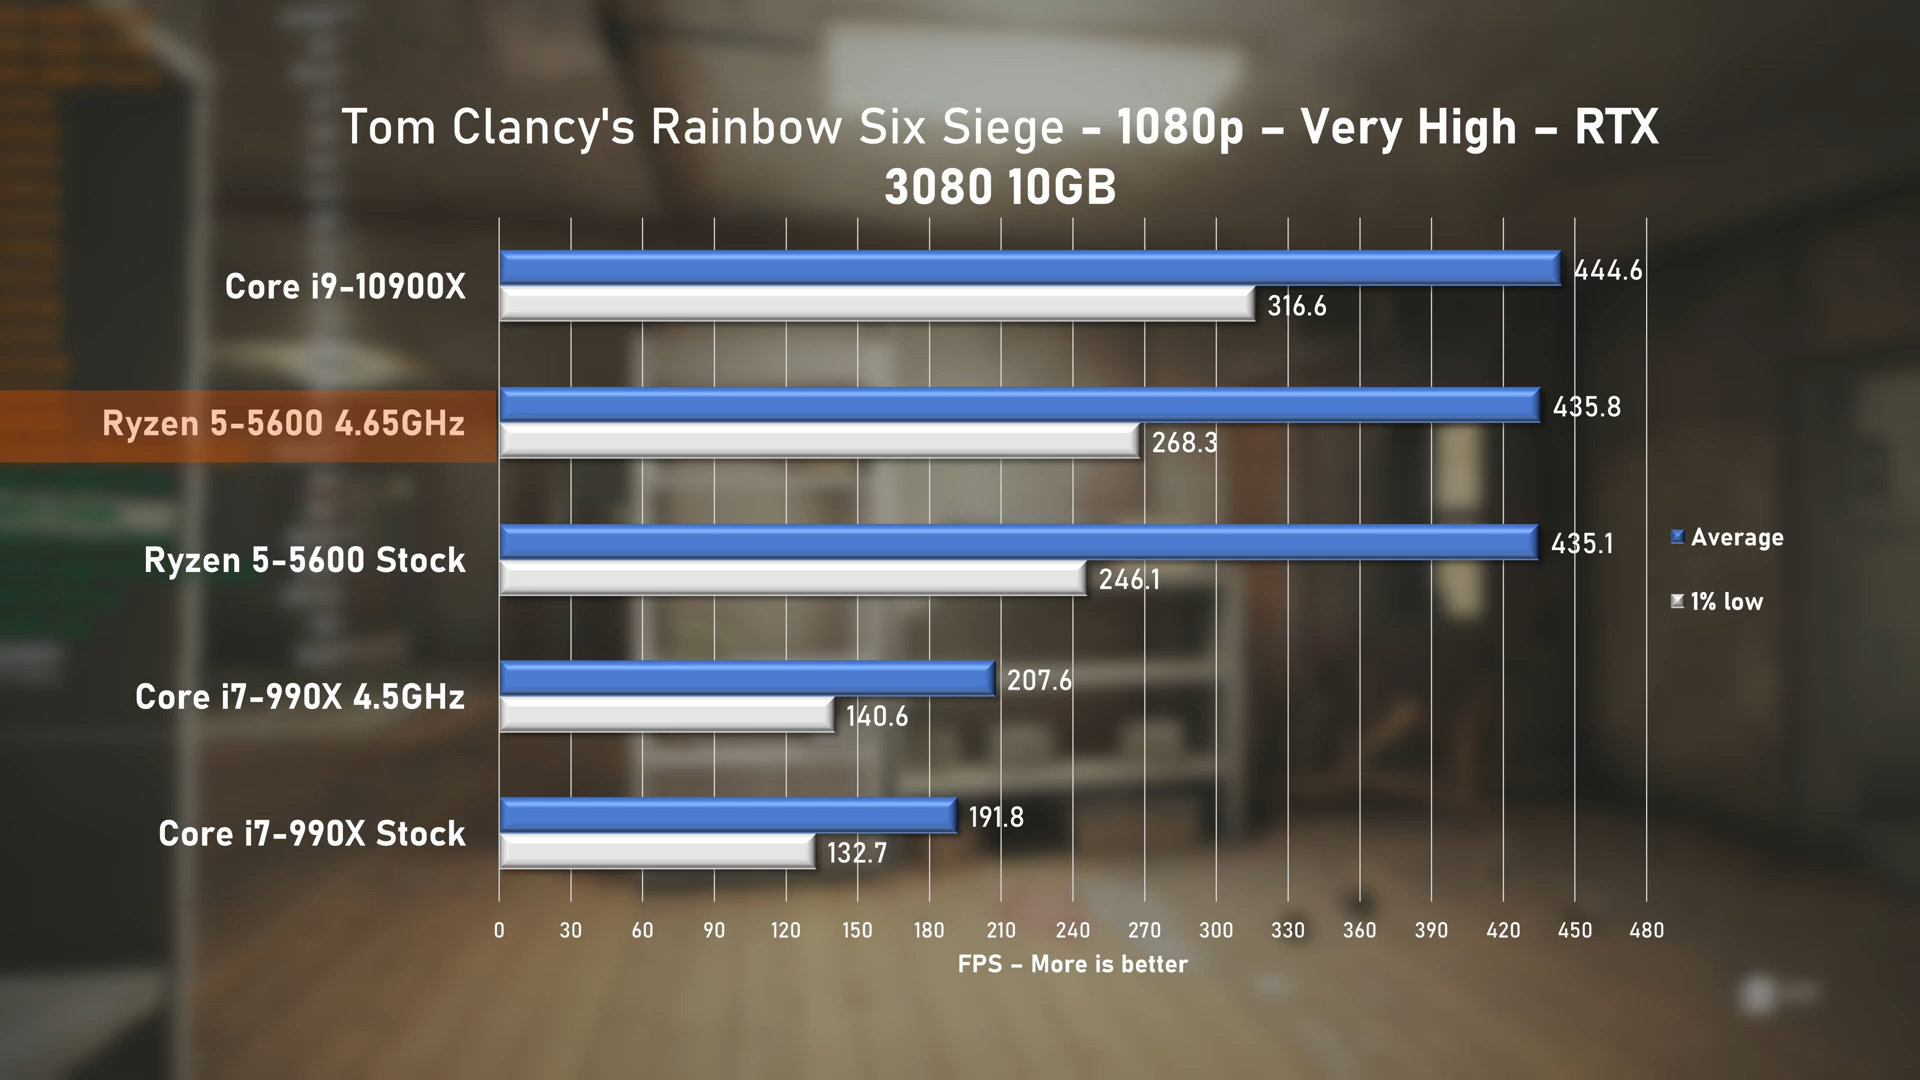 Tom Clancy's Rainbow Six Siege - 1080p – Very High – RTX
3080 10GB
Core i9-10900X
444.6
316.6
Ryzen 5-5600 4.65GHz
435.8
268.3
Ryzen 5-5600 Stock
435.1
246.1
Core i7-990X 4.5GHz
207.6
140.6
Core i7-990X Stock
191.8
132.7
Average
1% low
0 30 60 90 120 150 180 210 240 270 300 330 360 390 420 450 480
FPS – More is better